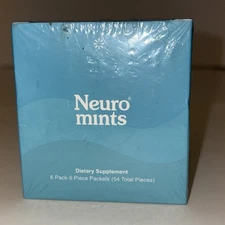 Neuro®
mints
Dietary Supplement
6 Pack-9 Piece Packets (54 Total Pieces)